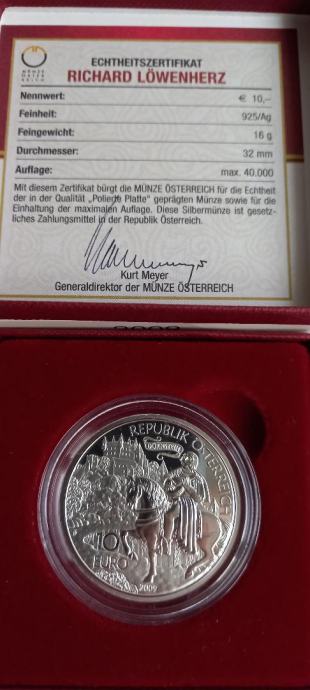 MÜNZE
ÖSTER
REICH
ECHTHEITSZERTIFIKAT
RICHARD LÖWENHERZ
Nennwert: € 10,–
Feinheit: 925/Ag
Feingewicht: 16 g
Durchmesser: 32 mm
Auflage: max. 40.000
Mit diesem Zertifikat bürgt die MÜNZE ÖSTERREICH für die Echtheit
der in der Qualität „Polierte Platte“ geprägten Münze sowie für die
Einhaltung der maximalen Auflage. Diese Silbermünze ist gesetz-
liches Zahlungsmittel in der Republik Österreich.
Kurt Meyer
Generaldirektor der MÜNZE ÖSTERREICH
REPUBLIK ÖSTERREICH
10
EURO
2009